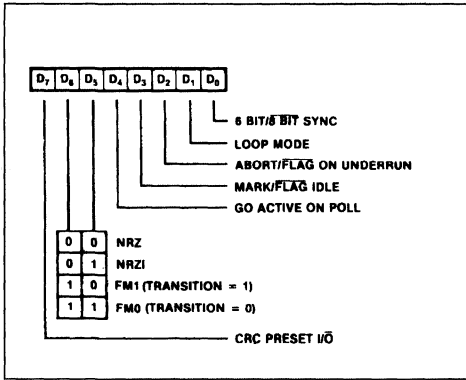 D7 D6 D5 D4 D3 D2 D1 D0
6 BIT/8 BIT SYNC
LOOP MODE
ABORT/FLAG ON UNDERRUN
MARK/FLAG IDLE
GO ACTIVE ON POLL
0 0 NRZ
0 1 NRZI
1 0 FM1 (TRANSITION = 1)
1 1 FM0 (TRANSITION = 0)
CRC PRESET I/O